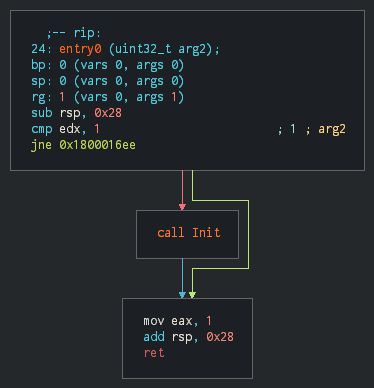 ;-- rip:
24: entry0 (uint32_t arg2);
bp: 0 (vars 0, args 0)
sp: 0 (vars 0, args 0)
rg: 1 (vars 0, args 1)
sub rsp, 0x28
cmp edx, 1 ; 1 ; arg2
jne 0x1800016ee
call Init
mov eax, 1
add rsp, 0x28
ret